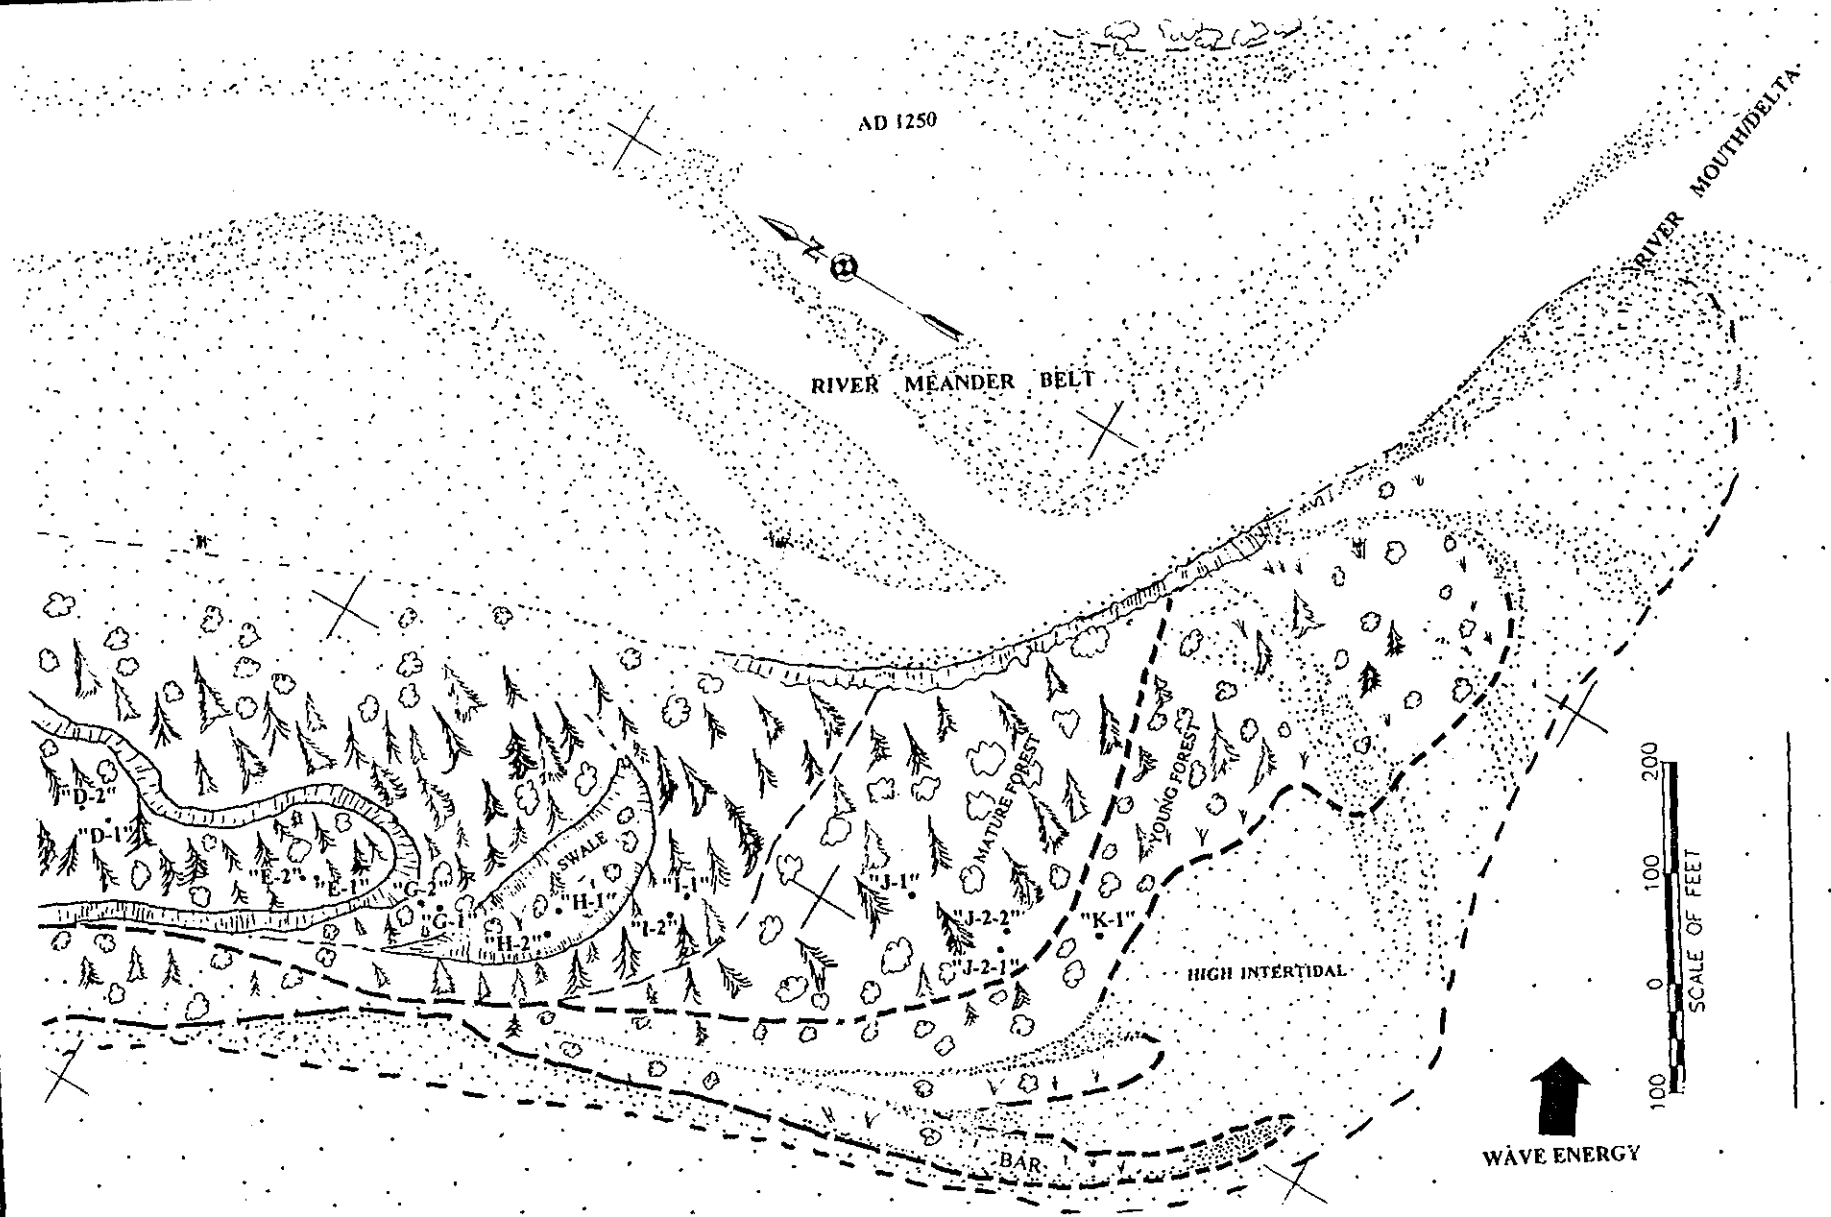 AD 1250
RIVER MOUTH/DELTA
N
RIVER MEANDER BELT
"D-2"
"D-1"
"E-2"
"E-1"
"G-2"
"G-1"
SWALE
"H-1"
"H-2"
"I-1"
"I-2"
"J-1"
"J-2-2"
"J-2-1"
MATURE FOREST
YOUNG FOREST
"K-1"
HIGH INTERTIDAL
BAR
200
100
0
100
SCALE OF FEET
WAVE ENERGY